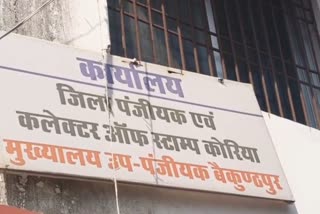 कार्यालय
जिला पंजीयक एवं
कलेक्टर ऑफ स्टाम्प कोरिया
मुख्यालय उप-पंजीयक बैकुण्ठपुर